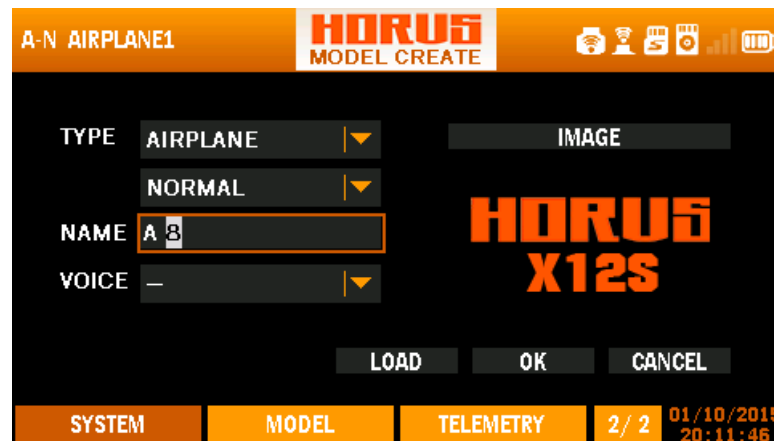 A-N AIRPLANE1
HORUS
MODEL CREATE
TYPE AIRPLANE
IMAGE
NORMAL
NAME A 8
HORUS
X12S
VOICE –
LOAD OK CANCEL
SYSTEM MODEL TELEMETRY 2/ 2 01/10/2015
20:11:46